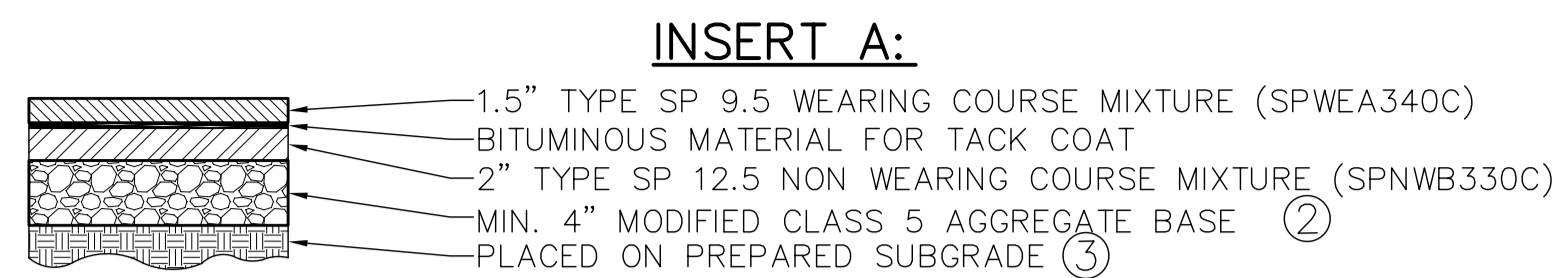 INSERT A:
1.5" TYPE SP 9.5 WEARING COURSE MIXTURE (SPWEA340C)
BITUMINOUS MATERIAL FOR TACK COAT
2" TYPE SP 12.5 NON WEARING COURSE MIXTURE (SPNWB330C)
MIN. 4" MODIFIED CLASS 5 AGGREGATE BASE ②
PLACED ON PREPARED SUBGRADE ③